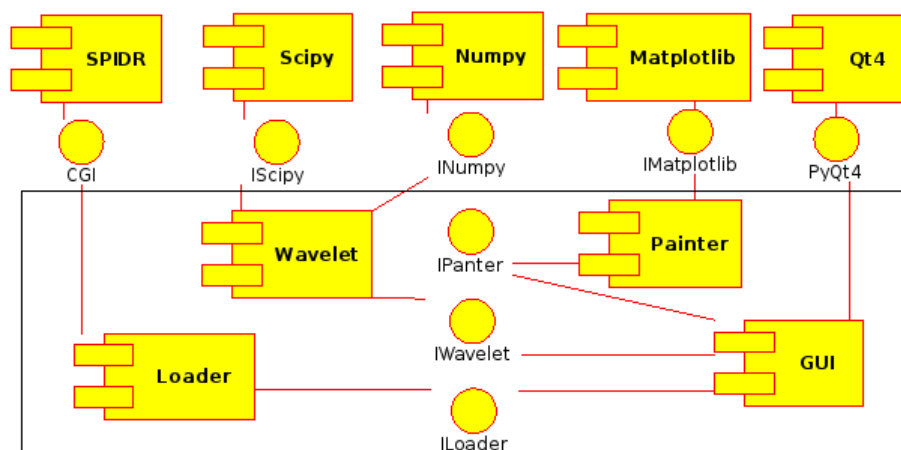 SPIDR
Scipy
Numpy
Matplotlib
Qt4
CGI
IScipy
INumpy
IMatplotlib
PyQt4
Wavelet
IPanter
Painter
IWavelet
Loader
GUI
ILoader